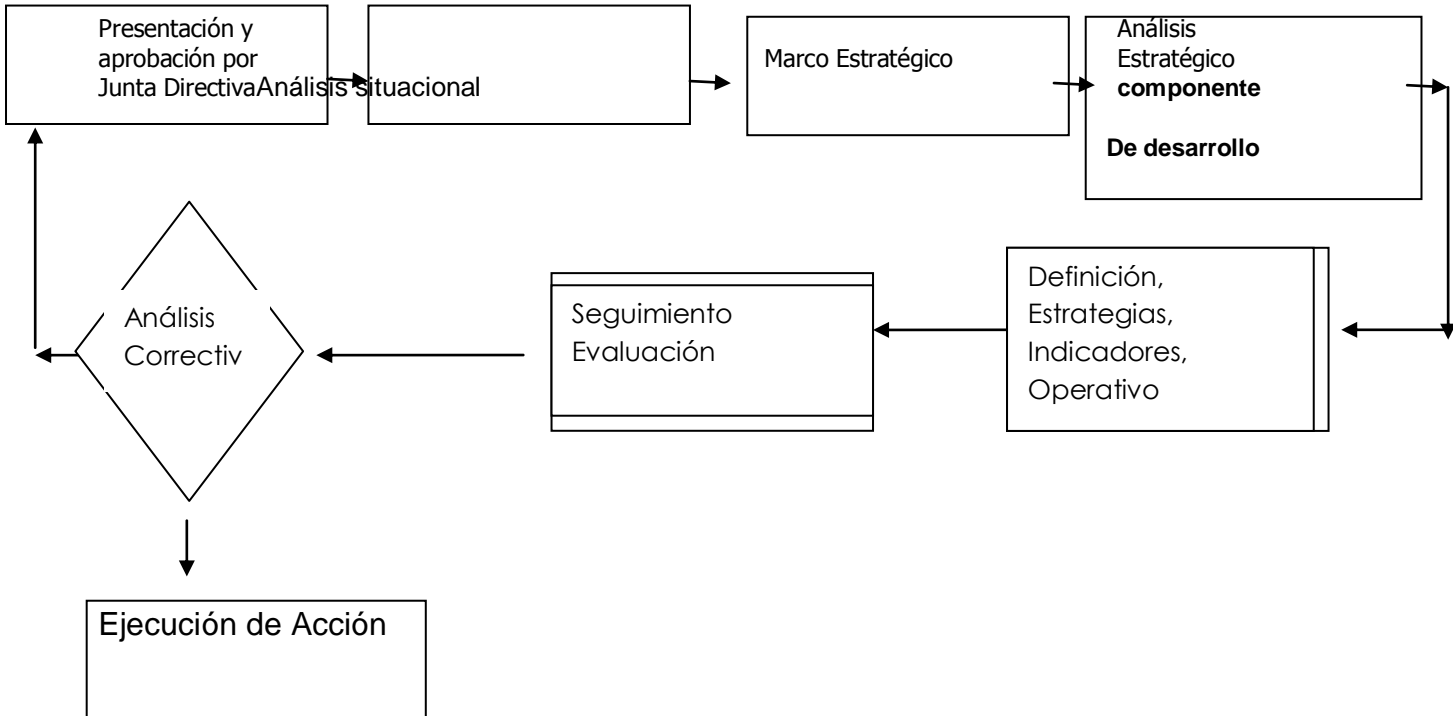 Presentación y
aprobación por
Junta DirectivaAnálisis situacional
Marco Estratégico
Análisis
Estratégico
componente
De desarrollo
Análisis
Correctiv
Seguimiento
Evaluación
Definición,
Estrategias,
Indicadores,
Operativo
Ejecución de Acción